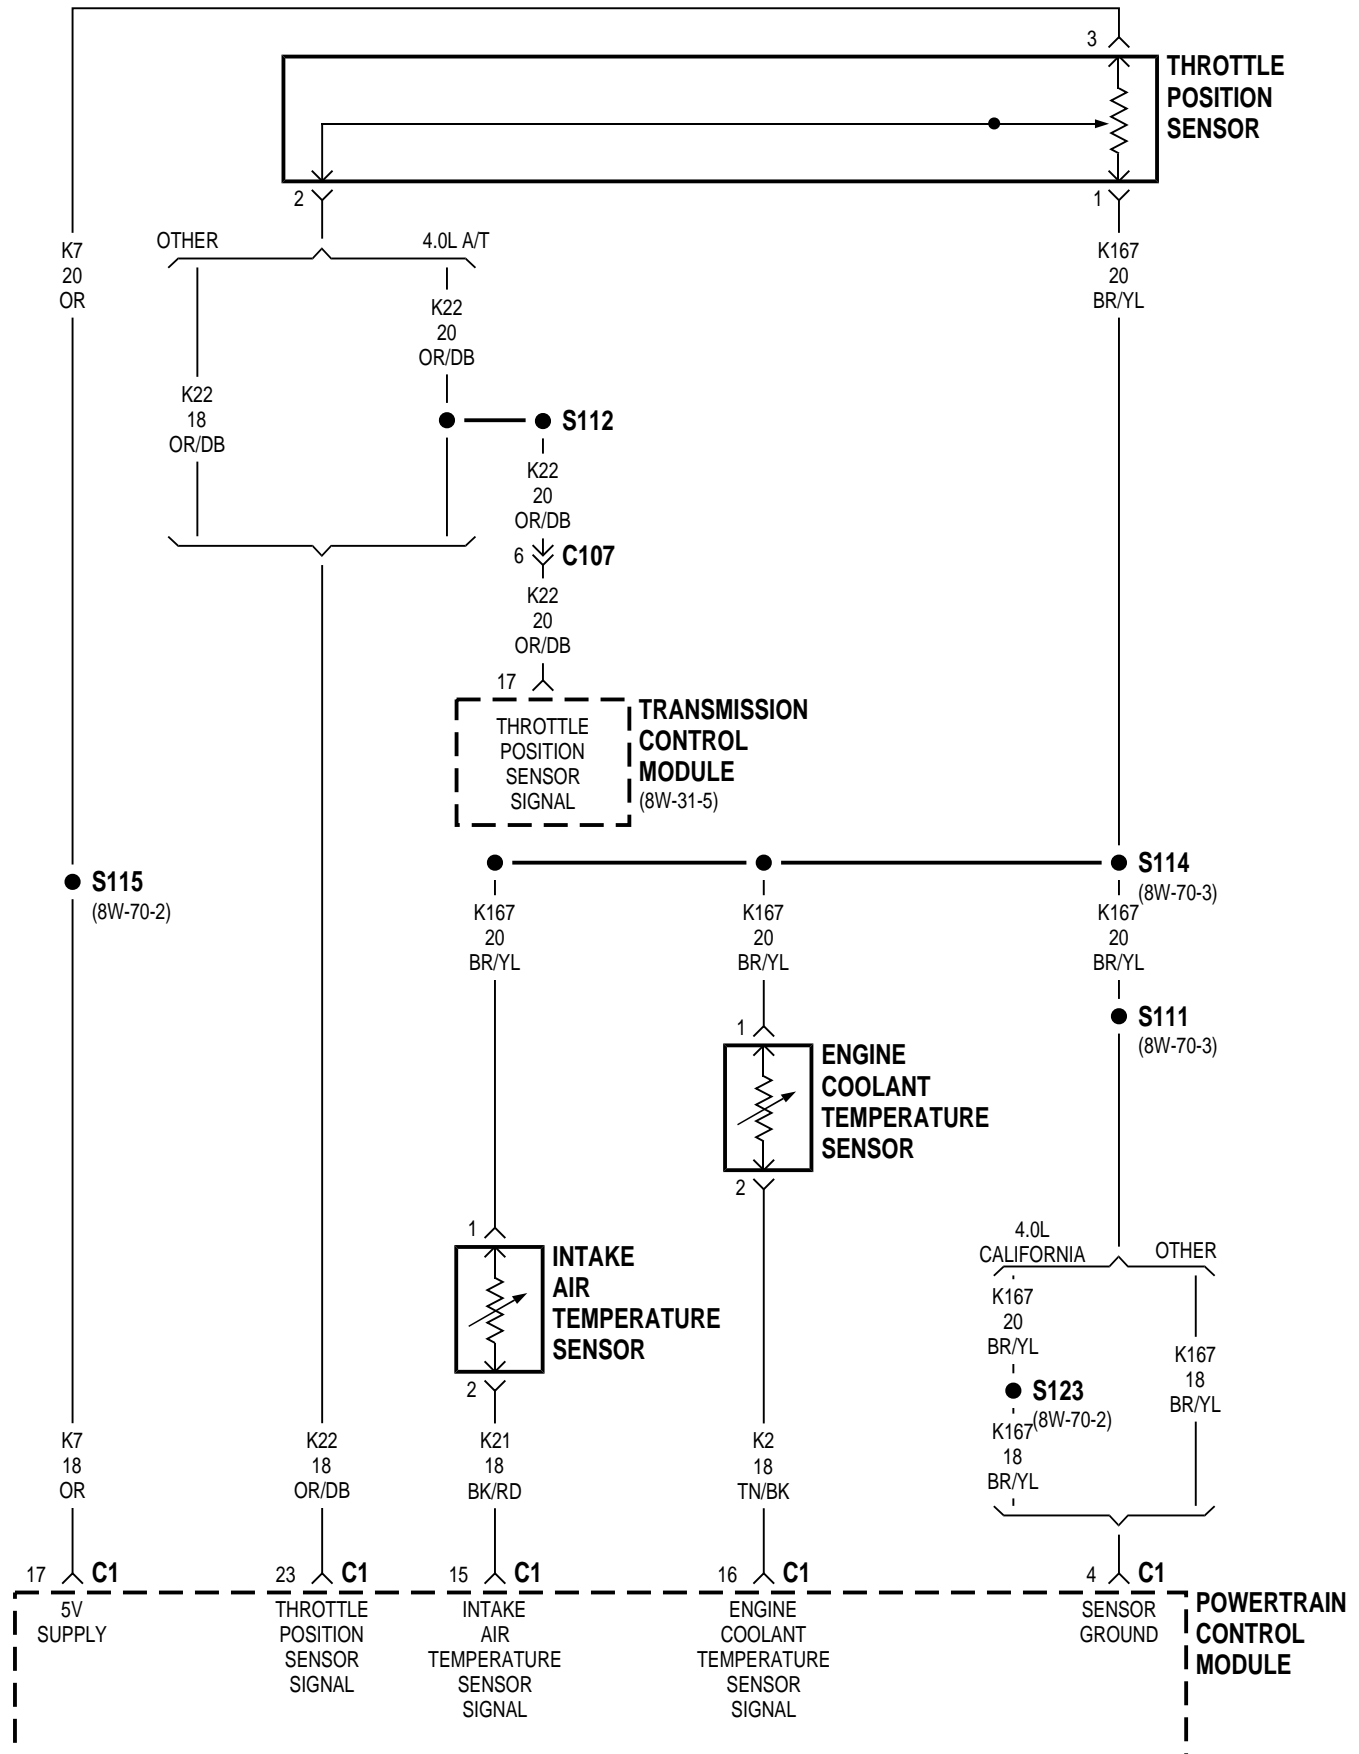 3
THROTTLE
POSITION
SENSOR
2
1
OTHER
4.0L A/T
K7
20
OR
K167
20
BR/YL
K22
20
OR/DB
K22
18
OR/DB
S112
K22
20
OR/DB
6
C107
K22
20
OR/DB
17
THROTTLE
POSITION
SENSOR
SIGNAL
TRANSMISSION
CONTROL
MODULE
(8W-31-5)
S115
(8W-70-2)
S114
(8W-70-3)
K167
20
BR/YL
K167
20
BR/YL
K167
20
BR/YL
S111
(8W-70-3)
1
ENGINE
COOLANT
TEMPERATURE
SENSOR
2
1
INTAKE
AIR
TEMPERATURE
SENSOR
2
4.0L
CALIFORNIA
OTHER
K167
20
BR/YL
S123
(8W-70-2)
K167
18
BR/YL
K167
18
BR/YL
K7
18
OR
K22
18
OR/DB
K21
18
BK/RD
K2
18
TN/BK
17
C1
23
C1
15
C1
16
C1
4
C1
5V
SUPPLY
THROTTLE
POSITION
SENSOR
SIGNAL
INTAKE
AIR
TEMPERATURE
SENSOR
SIGNAL
ENGINE
COOLANT
TEMPERATURE
SENSOR
SIGNAL
SENSOR
GROUND
POWERTRAIN
CONTROL
MODULE